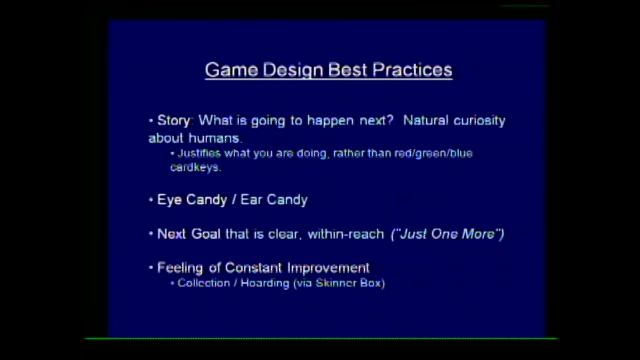 Game Design Best Practices
• Story: What is going to happen next?  Natural curiosity
about humans.
• Justifies what you are doing, rather than red/green/blue
cardkeys.
• Eye Candy / Ear Candy
• Next Goal that is clear, within-reach ("Just One More")
• Feeling of Constant Improvement
• Collection / Hoarding (via Skinner Box)